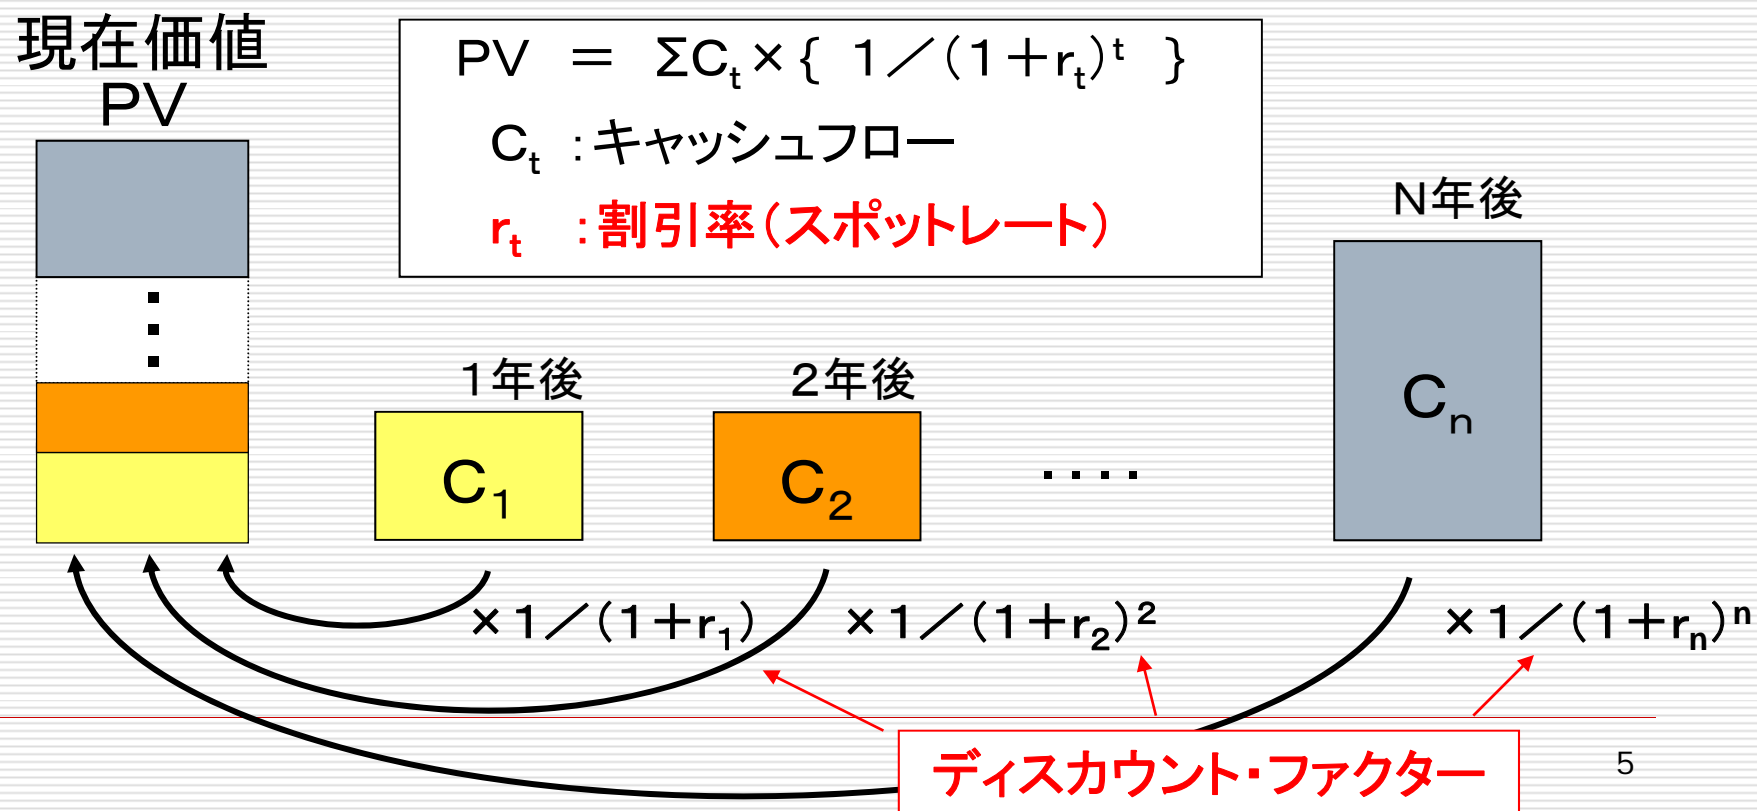 現在価値
PV
PV = ΣCₜ×{ 1/(1+rₜ)ᵗ }
Cₜ :キャッシュフロー
rₜ :割引率(スポットレート)
N年後
1年後
2年後
C₁
C₂
・・・・
Cₙ
×1/(1+r₁)
×1/(1+r₂)²
×1/(1+rₙ)ⁿ
ディスカウント・ファクター
5